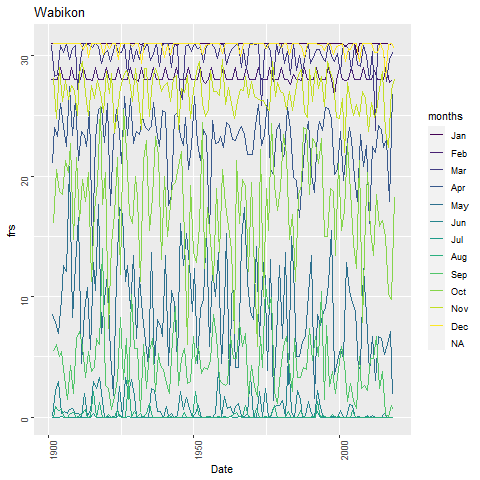 Wabikon
frs
30
20
10
0
1900
1950
2000
Date
months
Jan
Feb
Mar
Apr
May
Jun
Jul
Aug
Sep
Oct
Nov
Dec
NA